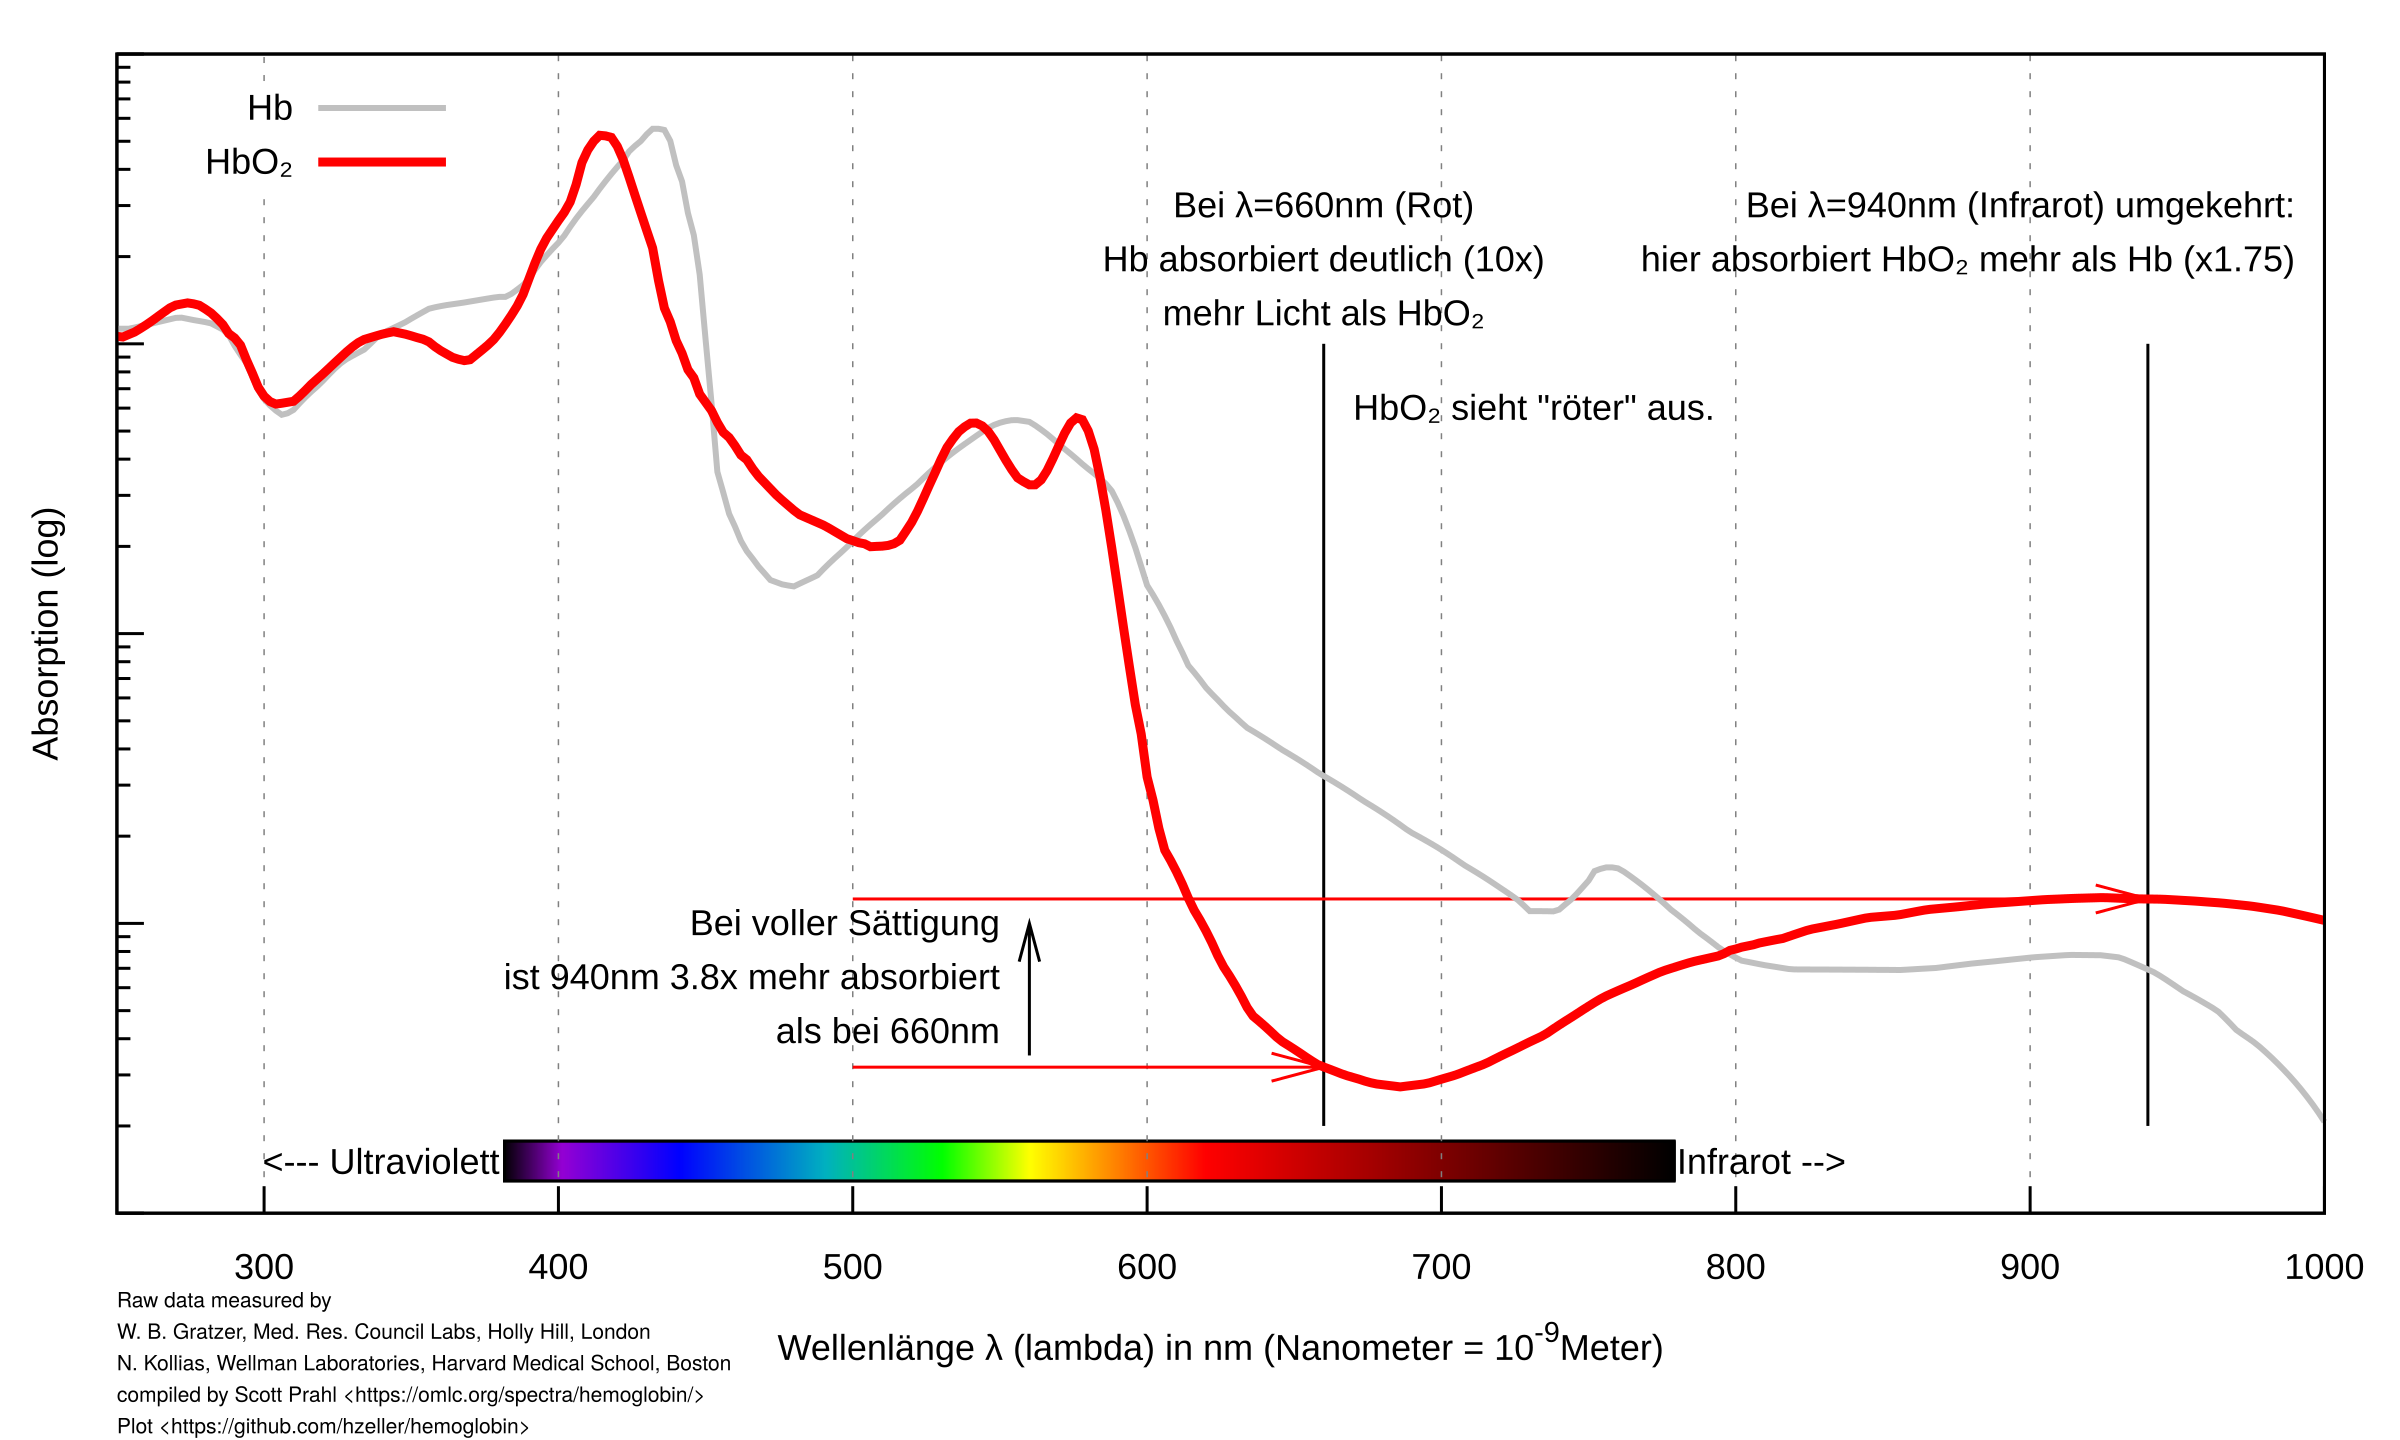 Hb
HbO₂
Bei λ=660nm (Rot)
Hb absorbiert deutlich (10x)
mehr Licht als HbO₂
Bei λ=940nm (Infrarot) umgekehrt:
hier absorbiert HbO₂ mehr als Hb (x1.75)
HbO₂ sieht "röter" aus.
Absorption (log)
Bei voller Sättigung
ist 940nm 3.8x mehr absorbiert
als bei 660nm
<--- Ultraviolett
Infrarot -->
300 400 500 600 700 800 900 1000
Wellenlänge λ (lambda) in nm (Nanometer = 10⁻⁹Meter)
Raw data measured by
W. B. Gratzer, Med. Res. Council Labs, Holly Hill, London
N. Kollias, Wellman Laboratories, Harvard Medical School, Boston
compiled by Scott Prahl <https://omlc.org/spectra/hemoglobin/>
Plot <https://github.com/hzeller/hemoglobin>